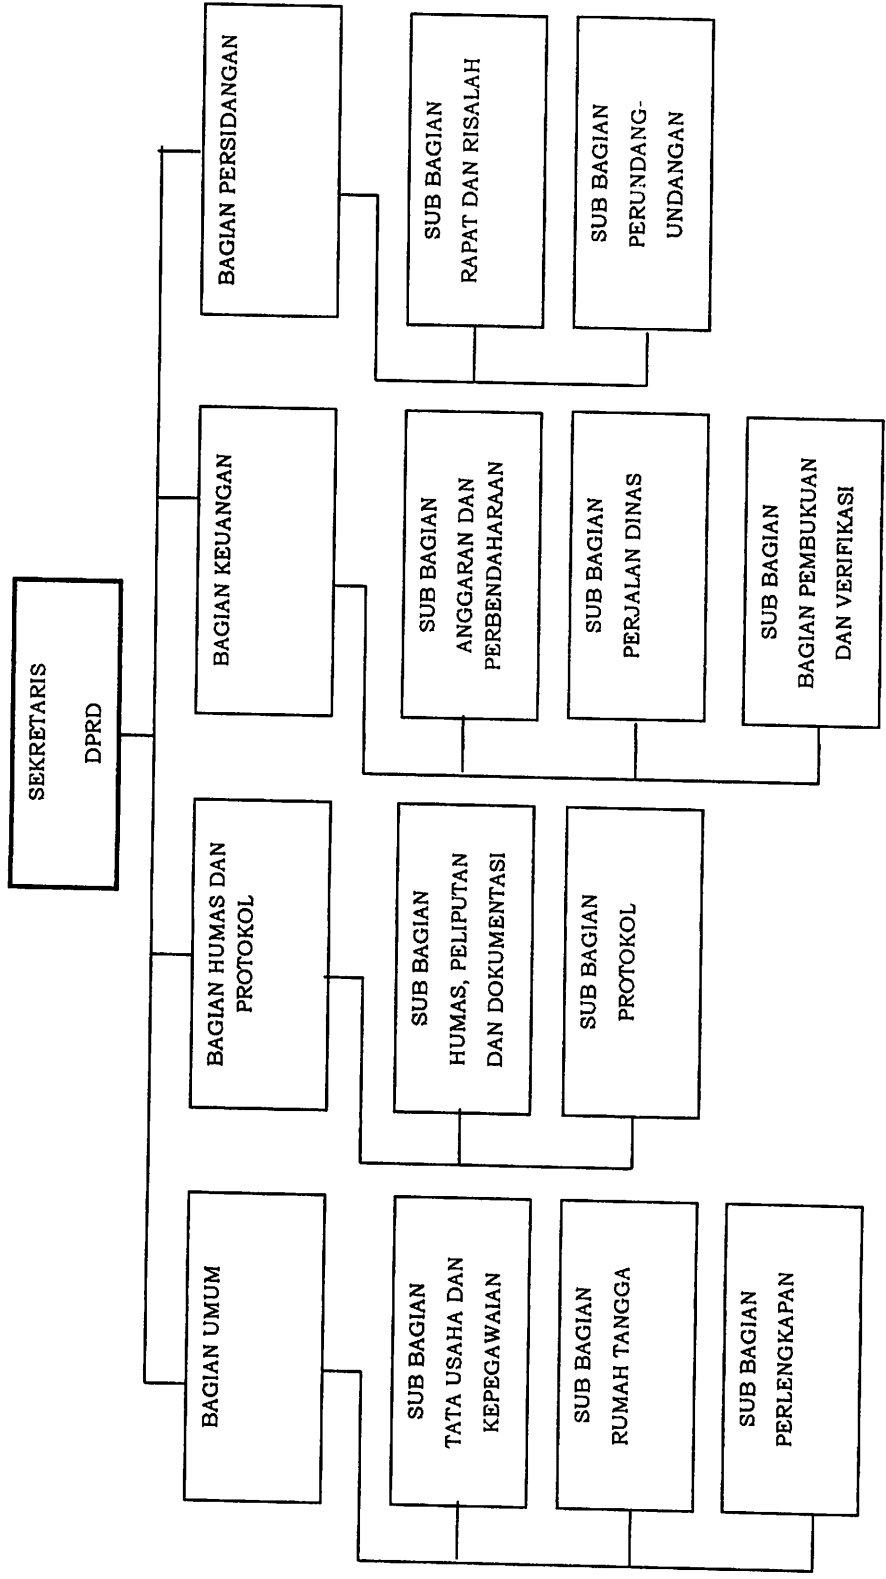 SEKRETARIS
DPRD
BAGIAN UMUM
BAGIAN HUMAS DAN
PROTOKOL
BAGIAN KEUANGAN
BAGIAN PERSIDANGAN
SUB BAGIAN
TATA USAHA DAN
KEPEGAWAIAN
SUB BAGIAN
RUMAH TANGGA
SUB BAGIAN
PERLENGKAPAN
SUB BAGIAN
HUMAS, PELIPUTAN
DAN DOKUMENTASI
SUB BAGIAN
PROTOKOL
SUB BAGIAN
ANGGARAN DAN
PERBENDAHARAAN
SUB BAGIAN
PERJALAN DINAS
SUB BAGIAN
BAGIAN PEMBUKUAN
DAN VERIFIKASI
SUB BAGIAN
RAPAT DAN RISALAH
SUB BAGIAN
PERUNDANG-
UNDANGAN